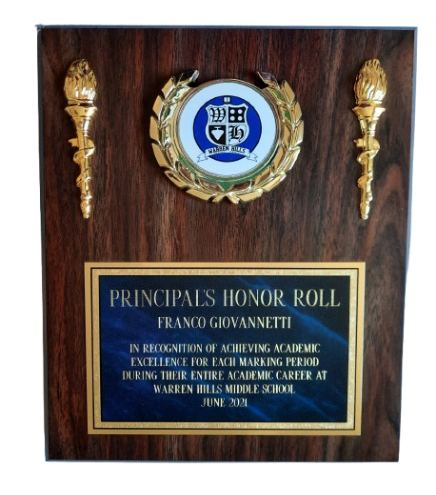 W H
WARREN HILLS
PRINCIPAL'S HONOR ROLL
FRANCO GIOVANNETTI
IN RECOGNITION OF ACHIEVING ACADEMIC
EXCELLENCE FOR EACH MARKING PERIOD
DURING THEIR ENTIRE ACADEMIC CAREER AT
WARREN HILLS MIDDLE SCHOOL
JUNE 2021